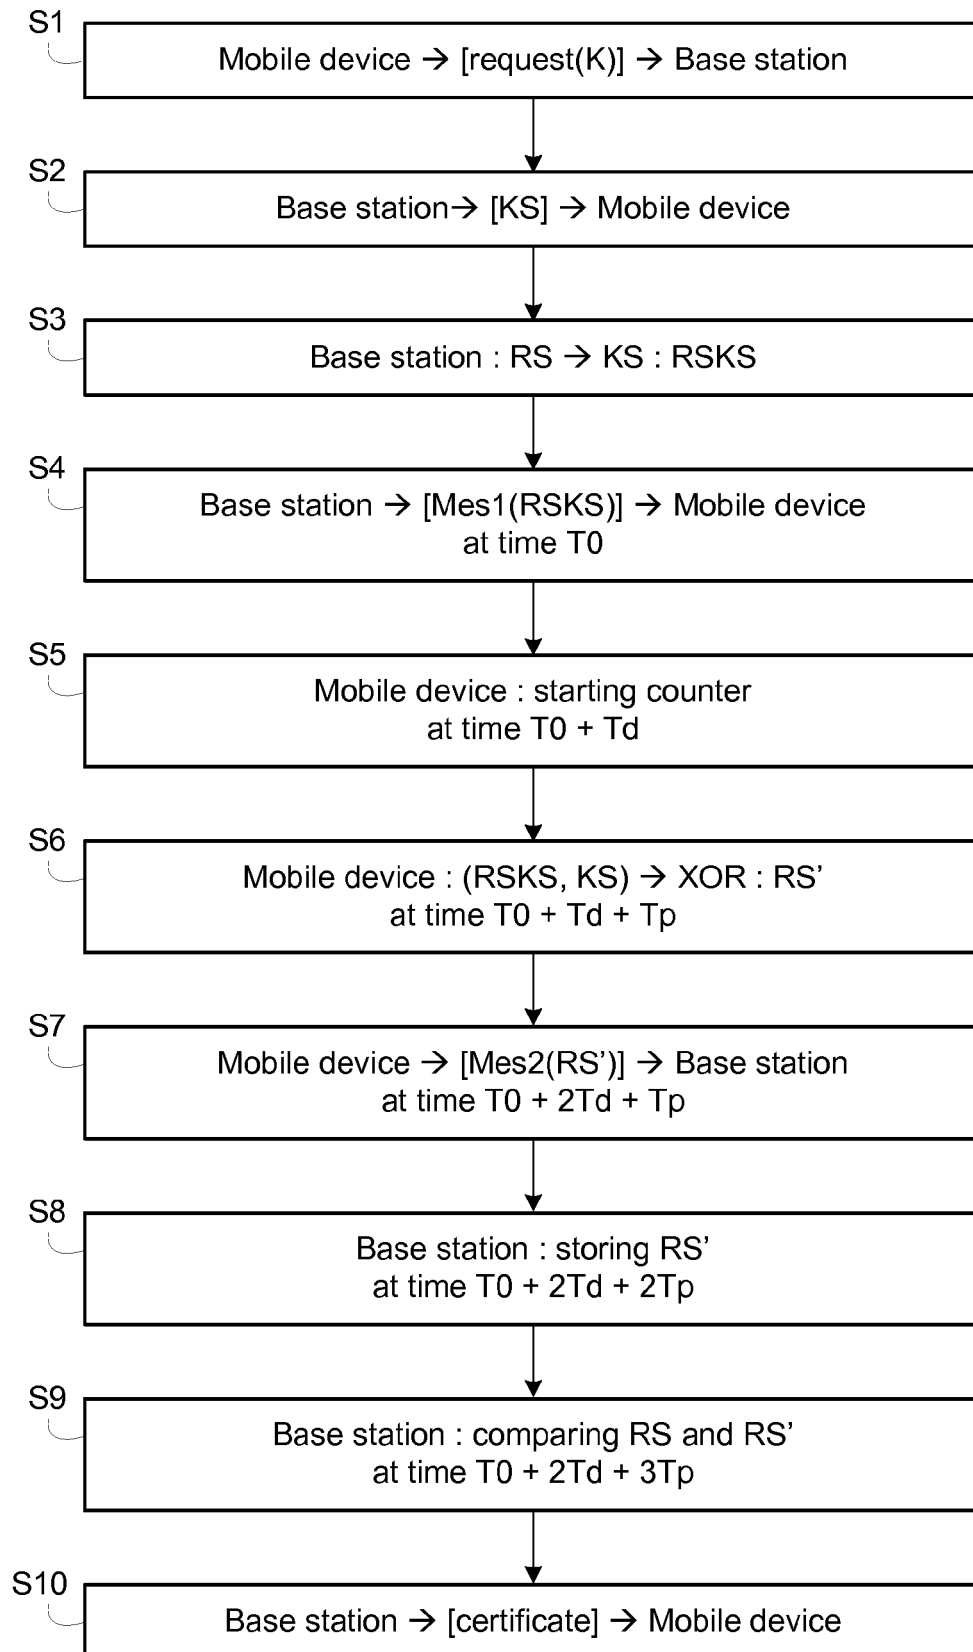 S1
Mobile device → [request(K)] → Base station
S2
Base station→ [KS] → Mobile device
S3
Base station : RS → KS : RSKS
S4
Base station → [Mes1(RSKS)] → Mobile device
at time T0
S5
Mobile device : starting counter
at time T0 + Td
S6
Mobile device : (RSKS, KS) → XOR : RS’
at time T0 + Td + Tp
S7
Mobile device → [Mes2(RS’)] → Base station
at time T0 + 2Td + Tp
S8
Base station : storing RS’
at time T0 + 2Td + 2Tp
S9
Base station : comparing RS and RS’
at time T0 + 2Td + 3Tp
S10
Base station → [certificate] → Mobile device